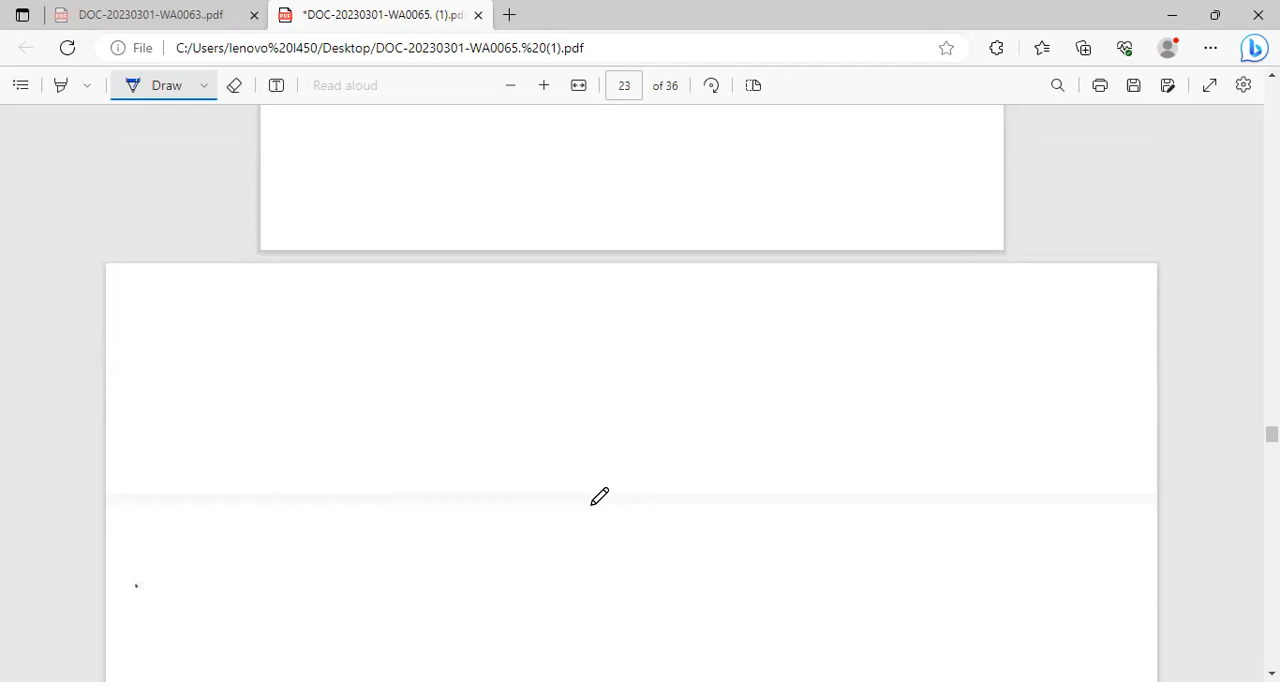 DOC-20230301-WA0063..pdf
*DOC-20230301-WA0065. (1).pd
File
C:/Users/lenovo%20l450/Desktop/DOC-20230301-WA0065.%20(1).pdf
Draw
Read aloud
23
of 36